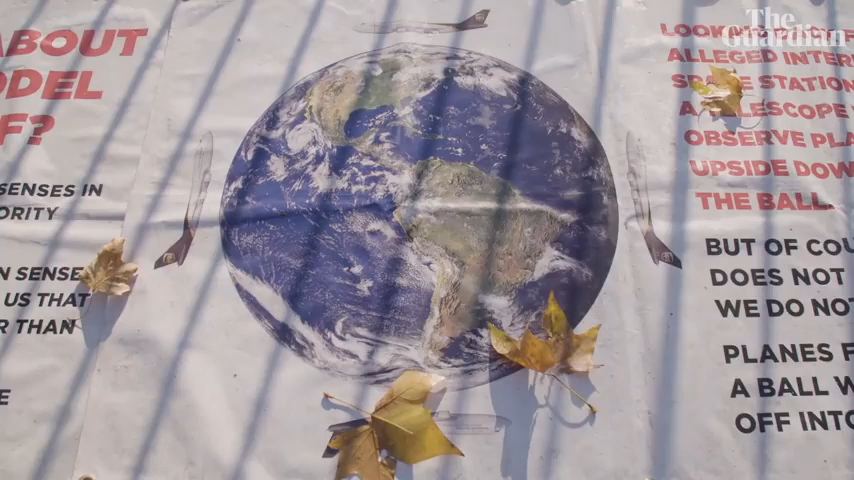 The
Guardian
ABOUT
ODEL
F?
SENSES IN
ORITY
N SENSE
US THAT
R THAN
E
LOOKING
ALLEGED INTER
SPACE STATION
OBSERVE PLA
UPSIDE DOW
THE BALL.
BUT OF COU
DOES NOT
WE DO NOT
PLANES F
A BALL W
OFF INTO